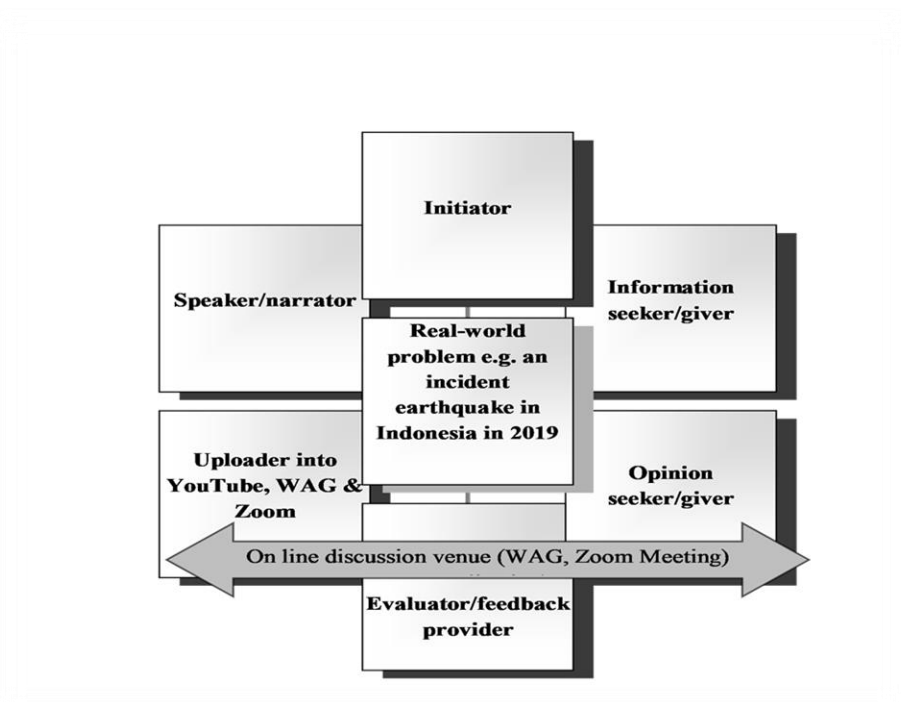 Initiator
Speaker/narrator
Information
seeker/giver
Real-world
problem e.g. an
incident
earthquake in
Indonesia in 2019
Uploader into
YouTube, WAG &
Zoom
Opinion
seeker/giver
On line discussion venue (WAG, Zoom Meeting)
Evaluator/feedback
provider